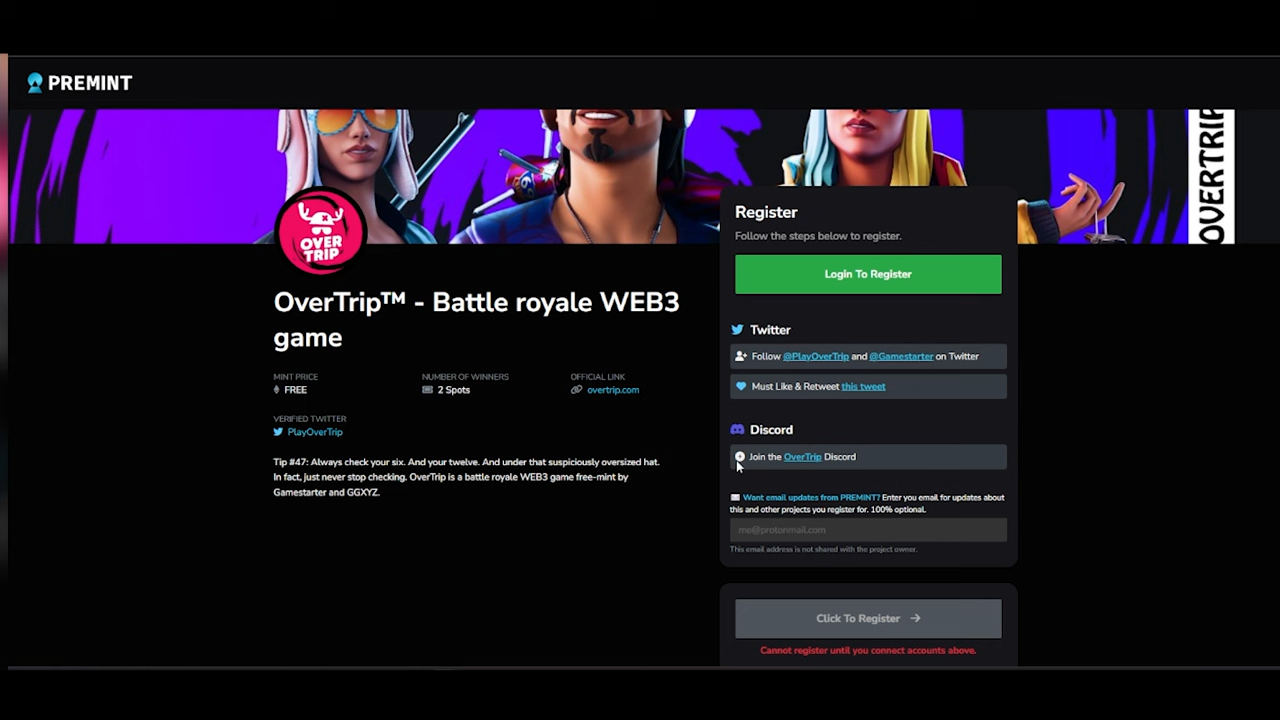 PREMINT
OVERTRIP
OVER
TRIP
OverTrip™ - Battle royale WEB3
game
MINT PRICE
FREE
NUMBER OF WINNERS
2 Spots
OFFICIAL LINK
overtrip.com
VERIFIED TWITTER
PlayOverTrip
Tip #47: Always check your six. And your twelve. And under that suspiciously oversized hat.
In fact, just never stop checking. OverTrip is a battle royale WEB3 game free-mint by
Gamestarter and GGXYZ.
Register
Follow the steps below to register.
Login To Register
Twitter
Follow @PlayOverTrip and @Gamestarter on Twitter
Must Like & Retweet this tweet
Discord
Join the OverTrip Discord
Want email updates from PREMINT? Enter you email for updates about
this and other projects you register for. 100% optional.
me@protonmail.com
This email address is not shared with the project owner.
Click To Register →
Cannot register until you connect accounts above.